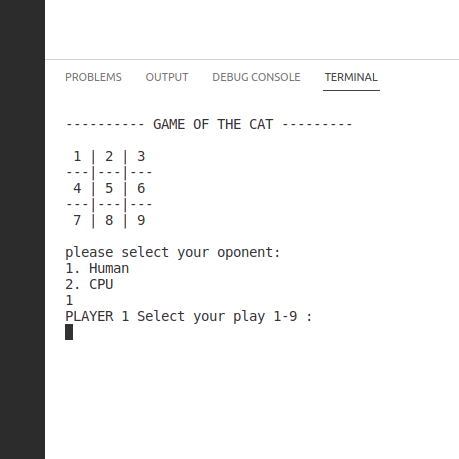 PROBLEMS OUTPUT DEBUG CONSOLE TERMINAL
---------- GAME OF THE CAT ---------
1 | 2 | 3
---|---|---
4 | 5 | 6
---|---|---
7 | 8 | 9
please select your oponent:
1. Human
2. CPU
1
PLAYER 1 Select your play 1-9 :